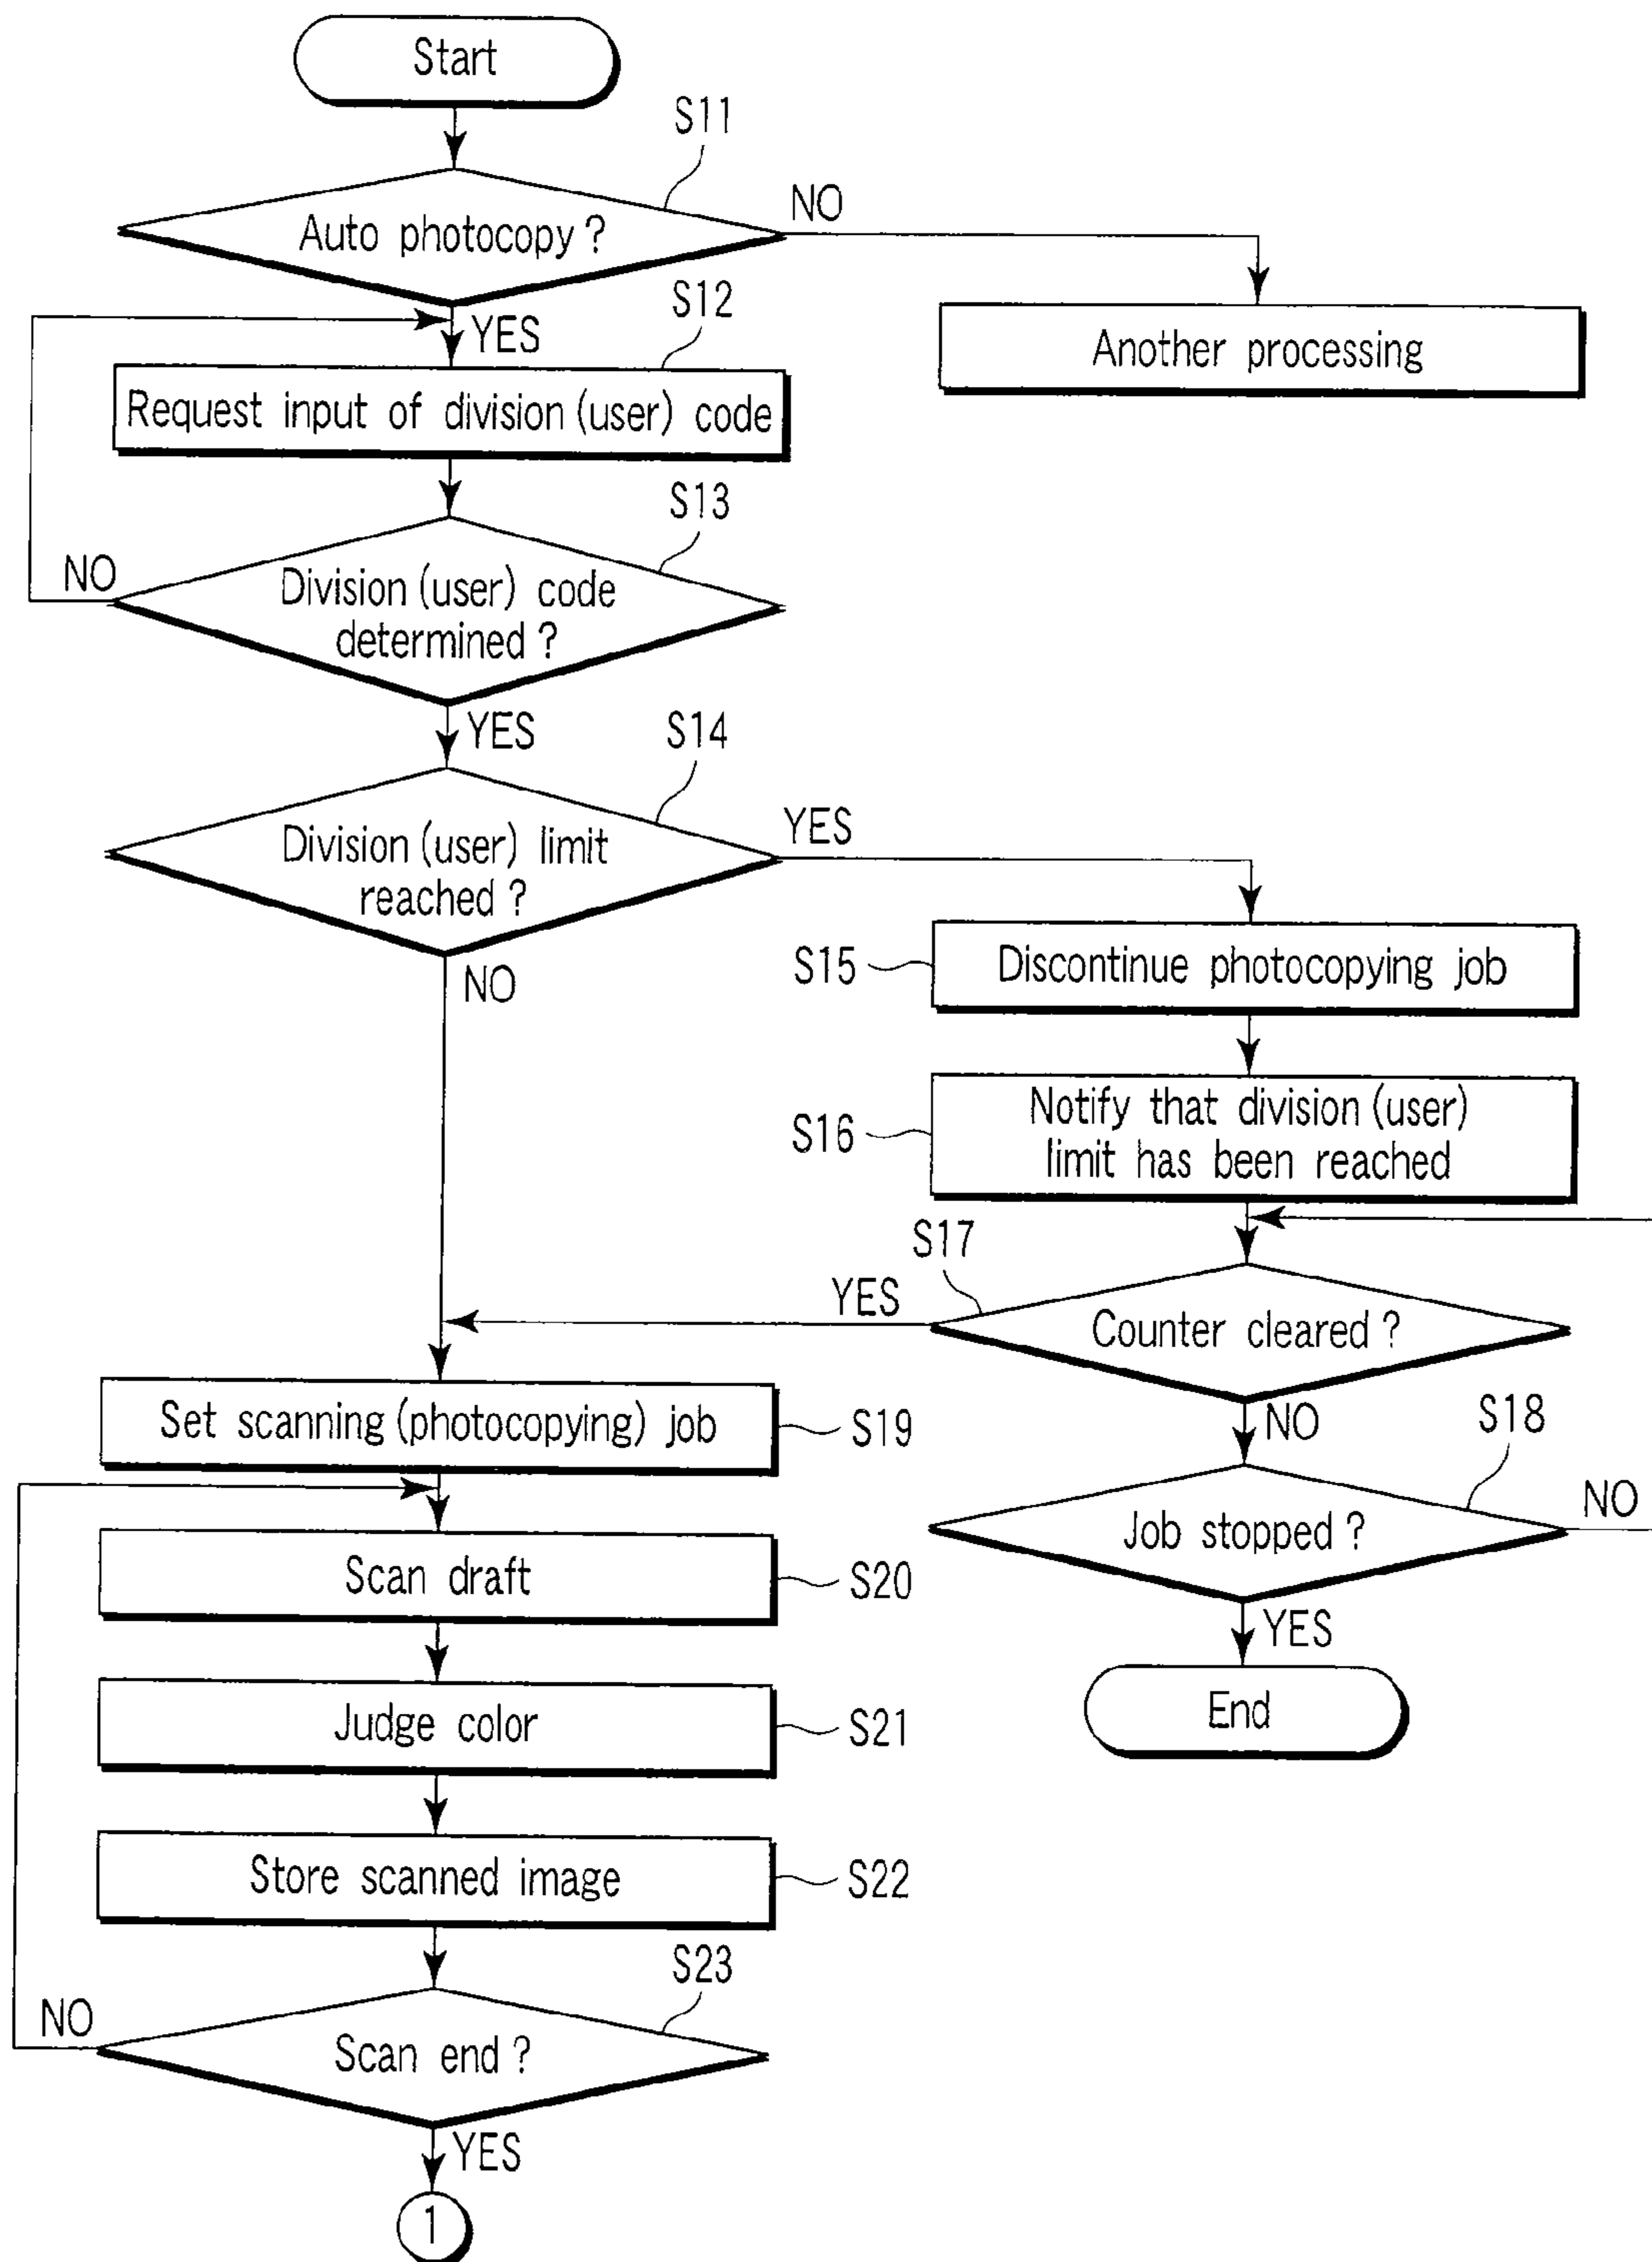 Start
S11
Auto photocopy ?
NO
Another processing
YES
S12
Request input of division (user) code
S13
NO
Division (user) code
determined ?
YES
S14
Division (user) limit
reached ?
YES
NO
S15
Discontinue photocopying job
S16
Notify that division (user)
limit has been reached
S17
YES
Counter cleared ?
NO
Set scanning (photocopying) job
S19
S18
Job stopped ?
NO
YES
End
Scan draft
S20
Judge color
S21
Store scanned image
S22
S23
NO
Scan end ?
YES
1